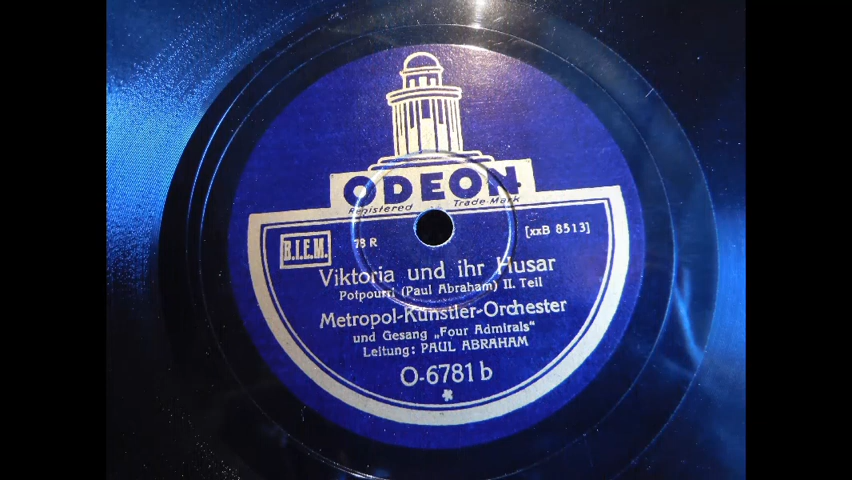 ODEON
Registered Trade-Mark
B.I.E.M. 78 R [xxB 8513]
Viktoria und ihr Husar
Potpourri (Paul Abraham) II. Teil
Metropol-Künstler-Orchester
und Gesang „Four Admirals“
Leitung: PAUL ABRAHAM
O-6781 b